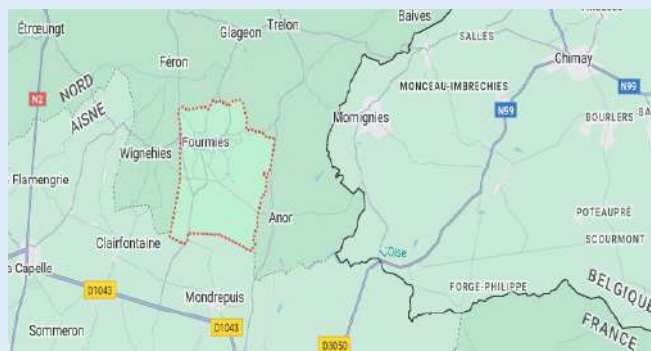 Étrœungt
Trélon
Baives
SALLES
Glageon
Chimay
Féron
MONCEAU-IMBRECHIES
N99
N2
NORD
AISNE
N99
Momignies
BOURLERS
BA
Fourmies
Wignehies
e Flamengrie
Anor
POTEAUPRÉ
Clairfontaine
SCOURMONT
Oise
a Capelle
D1043
FORGE-PHILIPPE
BELGIQUE
Mondrepuis
FRANCE
D1043
Sommeron
D3050